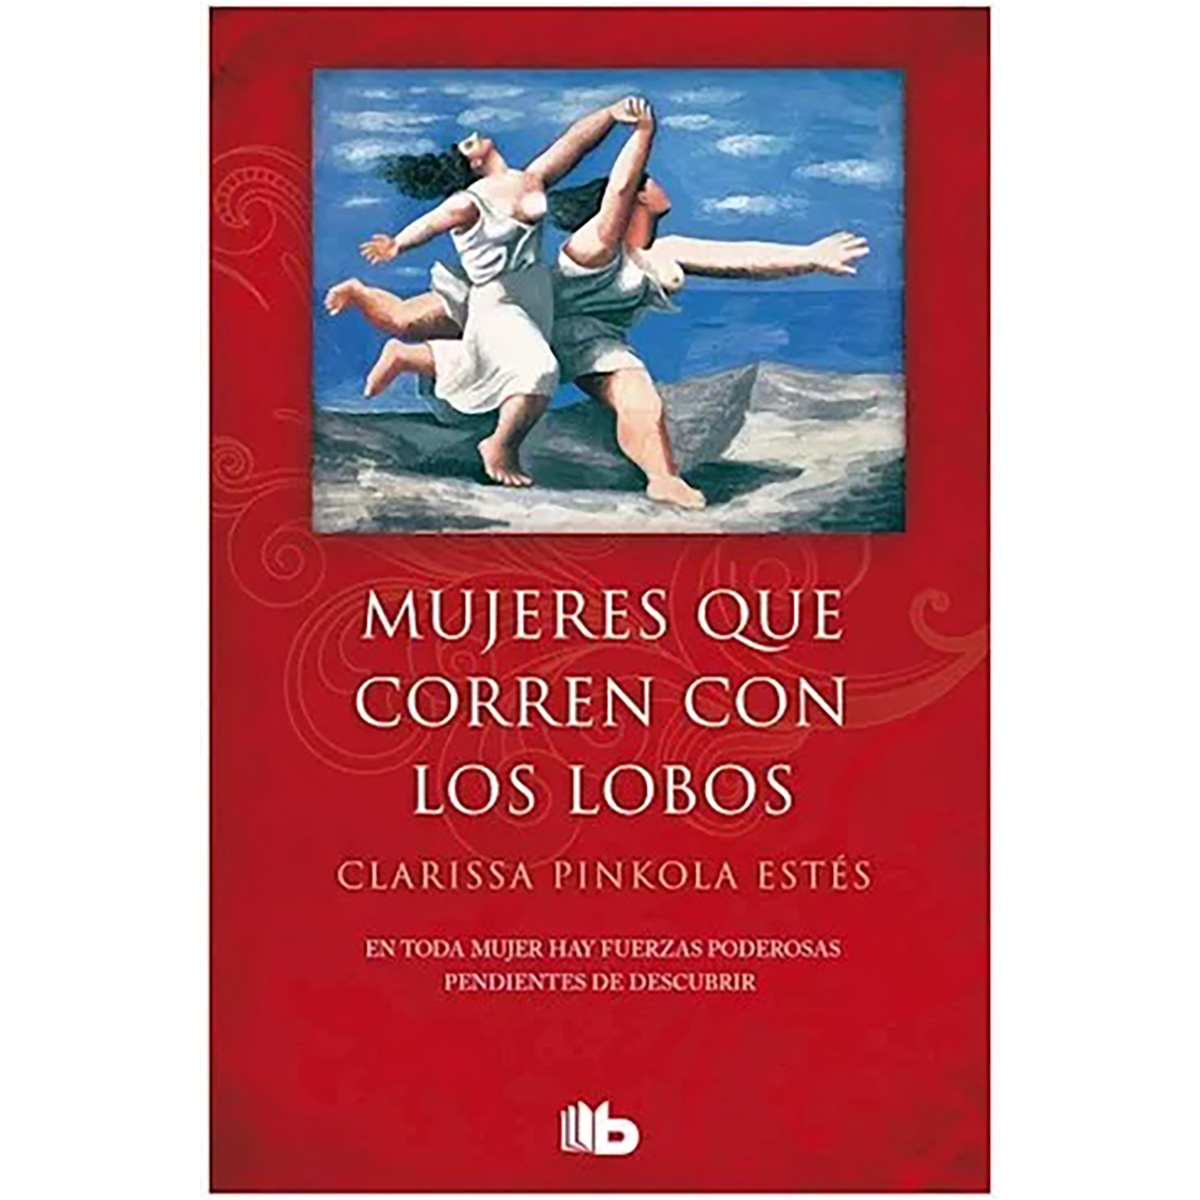 MUJERES QUE
CORREN CON
LOS LOBOS
CLARISSA PINKOLA ESTÉS
EN TODA MUJER HAY FUERZAS PODEROSAS
PENDIENTES DE DESCUBRIR
b